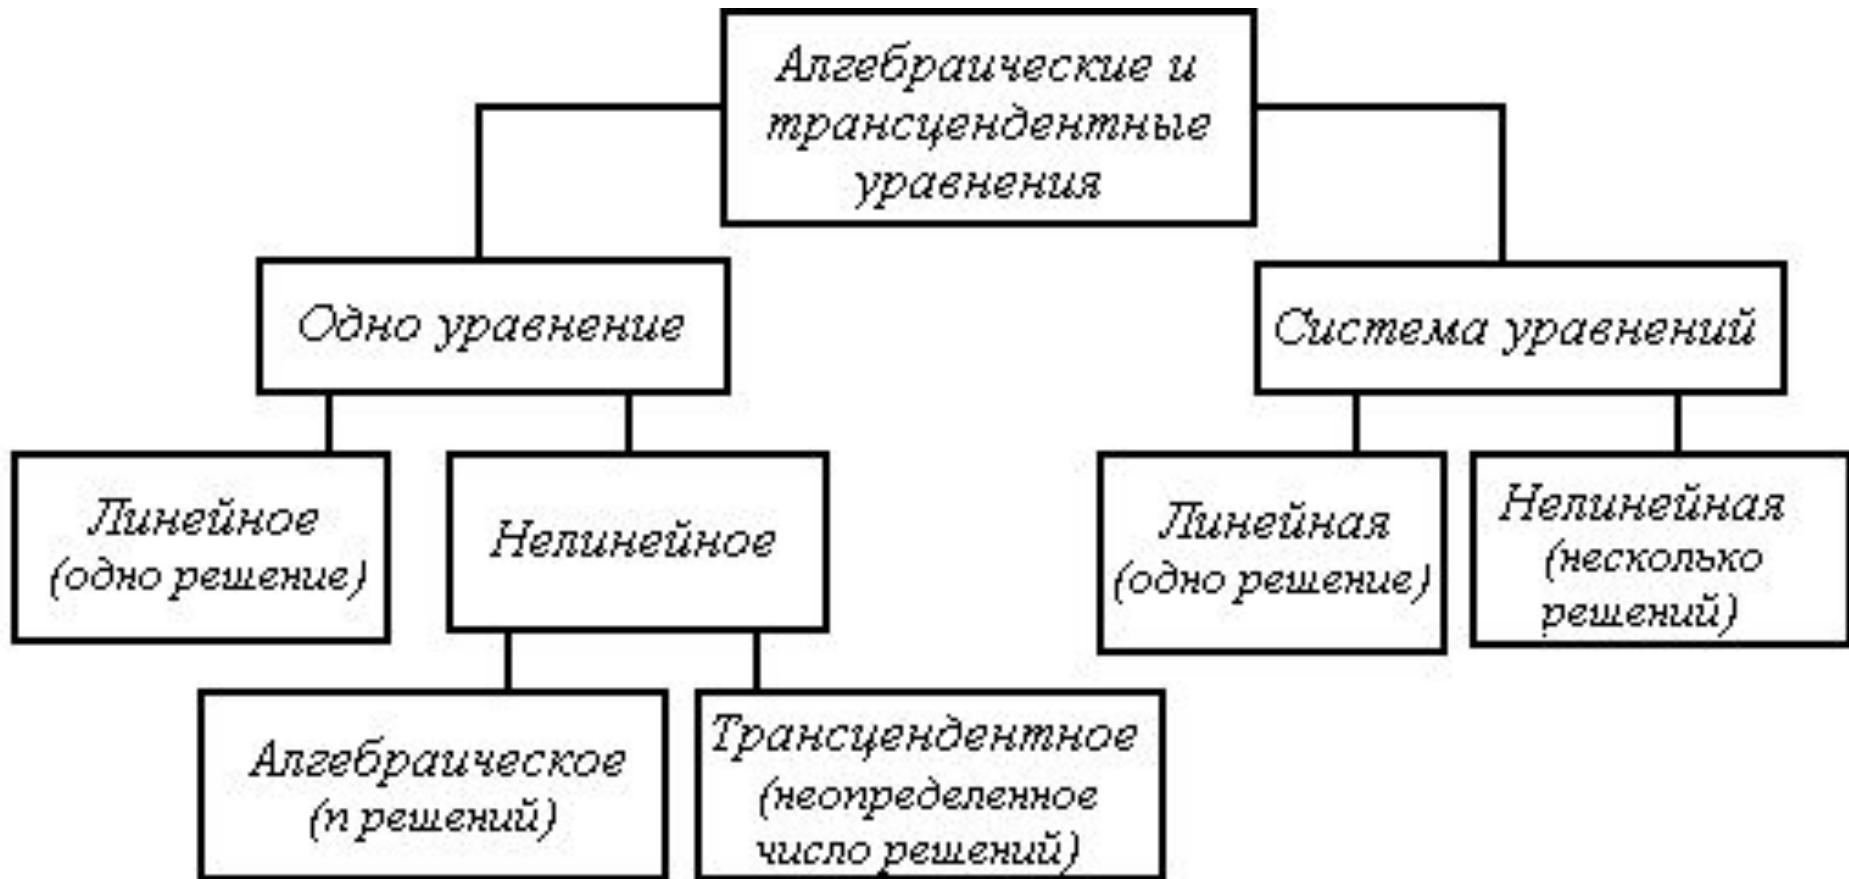 Алгебраические и
трансцендентные
уравнения
Одно уравнение
Система уравнений
Линейное
(одно решение)
Нелинейное
Линейная
(одно решение)
Нелинейная
(несколько
решений)
Алгебраическое
(n решений)
Трансцендентное
(неопределенное
число решений)